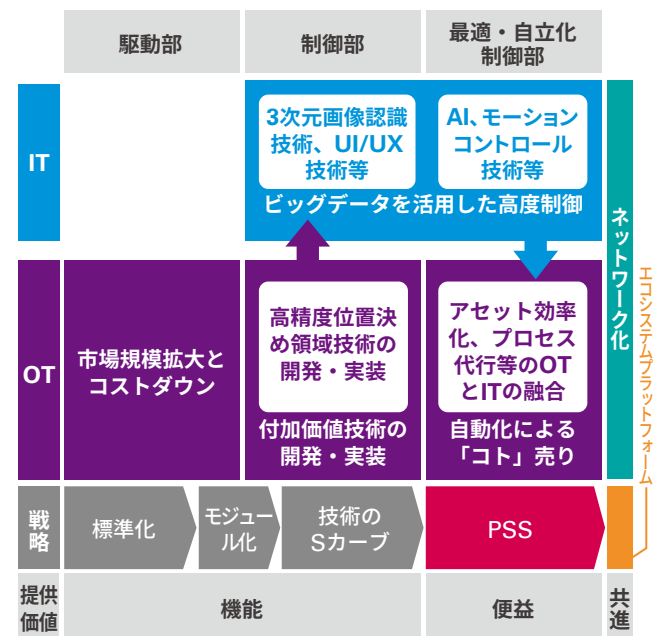 駆動部
制御部
最適・自立化
制御部
IT
3次元画像認識
技術、UI/UX
技術等
AI、モーション
コントロール
技術等
ビッグデータを活用した高度制御
ネットワーク化
エコシステムプラットフォーム
OT
市場規模拡大と
コストダウン
高精度位置決
め領域技術の
開発・実装
付加価値技術の
開発・実装
アセット効率
化、プロセス
代行等のOT
とITの融合
自動化による
「コト」売り
戦略
標準化
モジュー
ル化
技術の
Sカーブ
PSS
提供
価値
機能
便益
共進